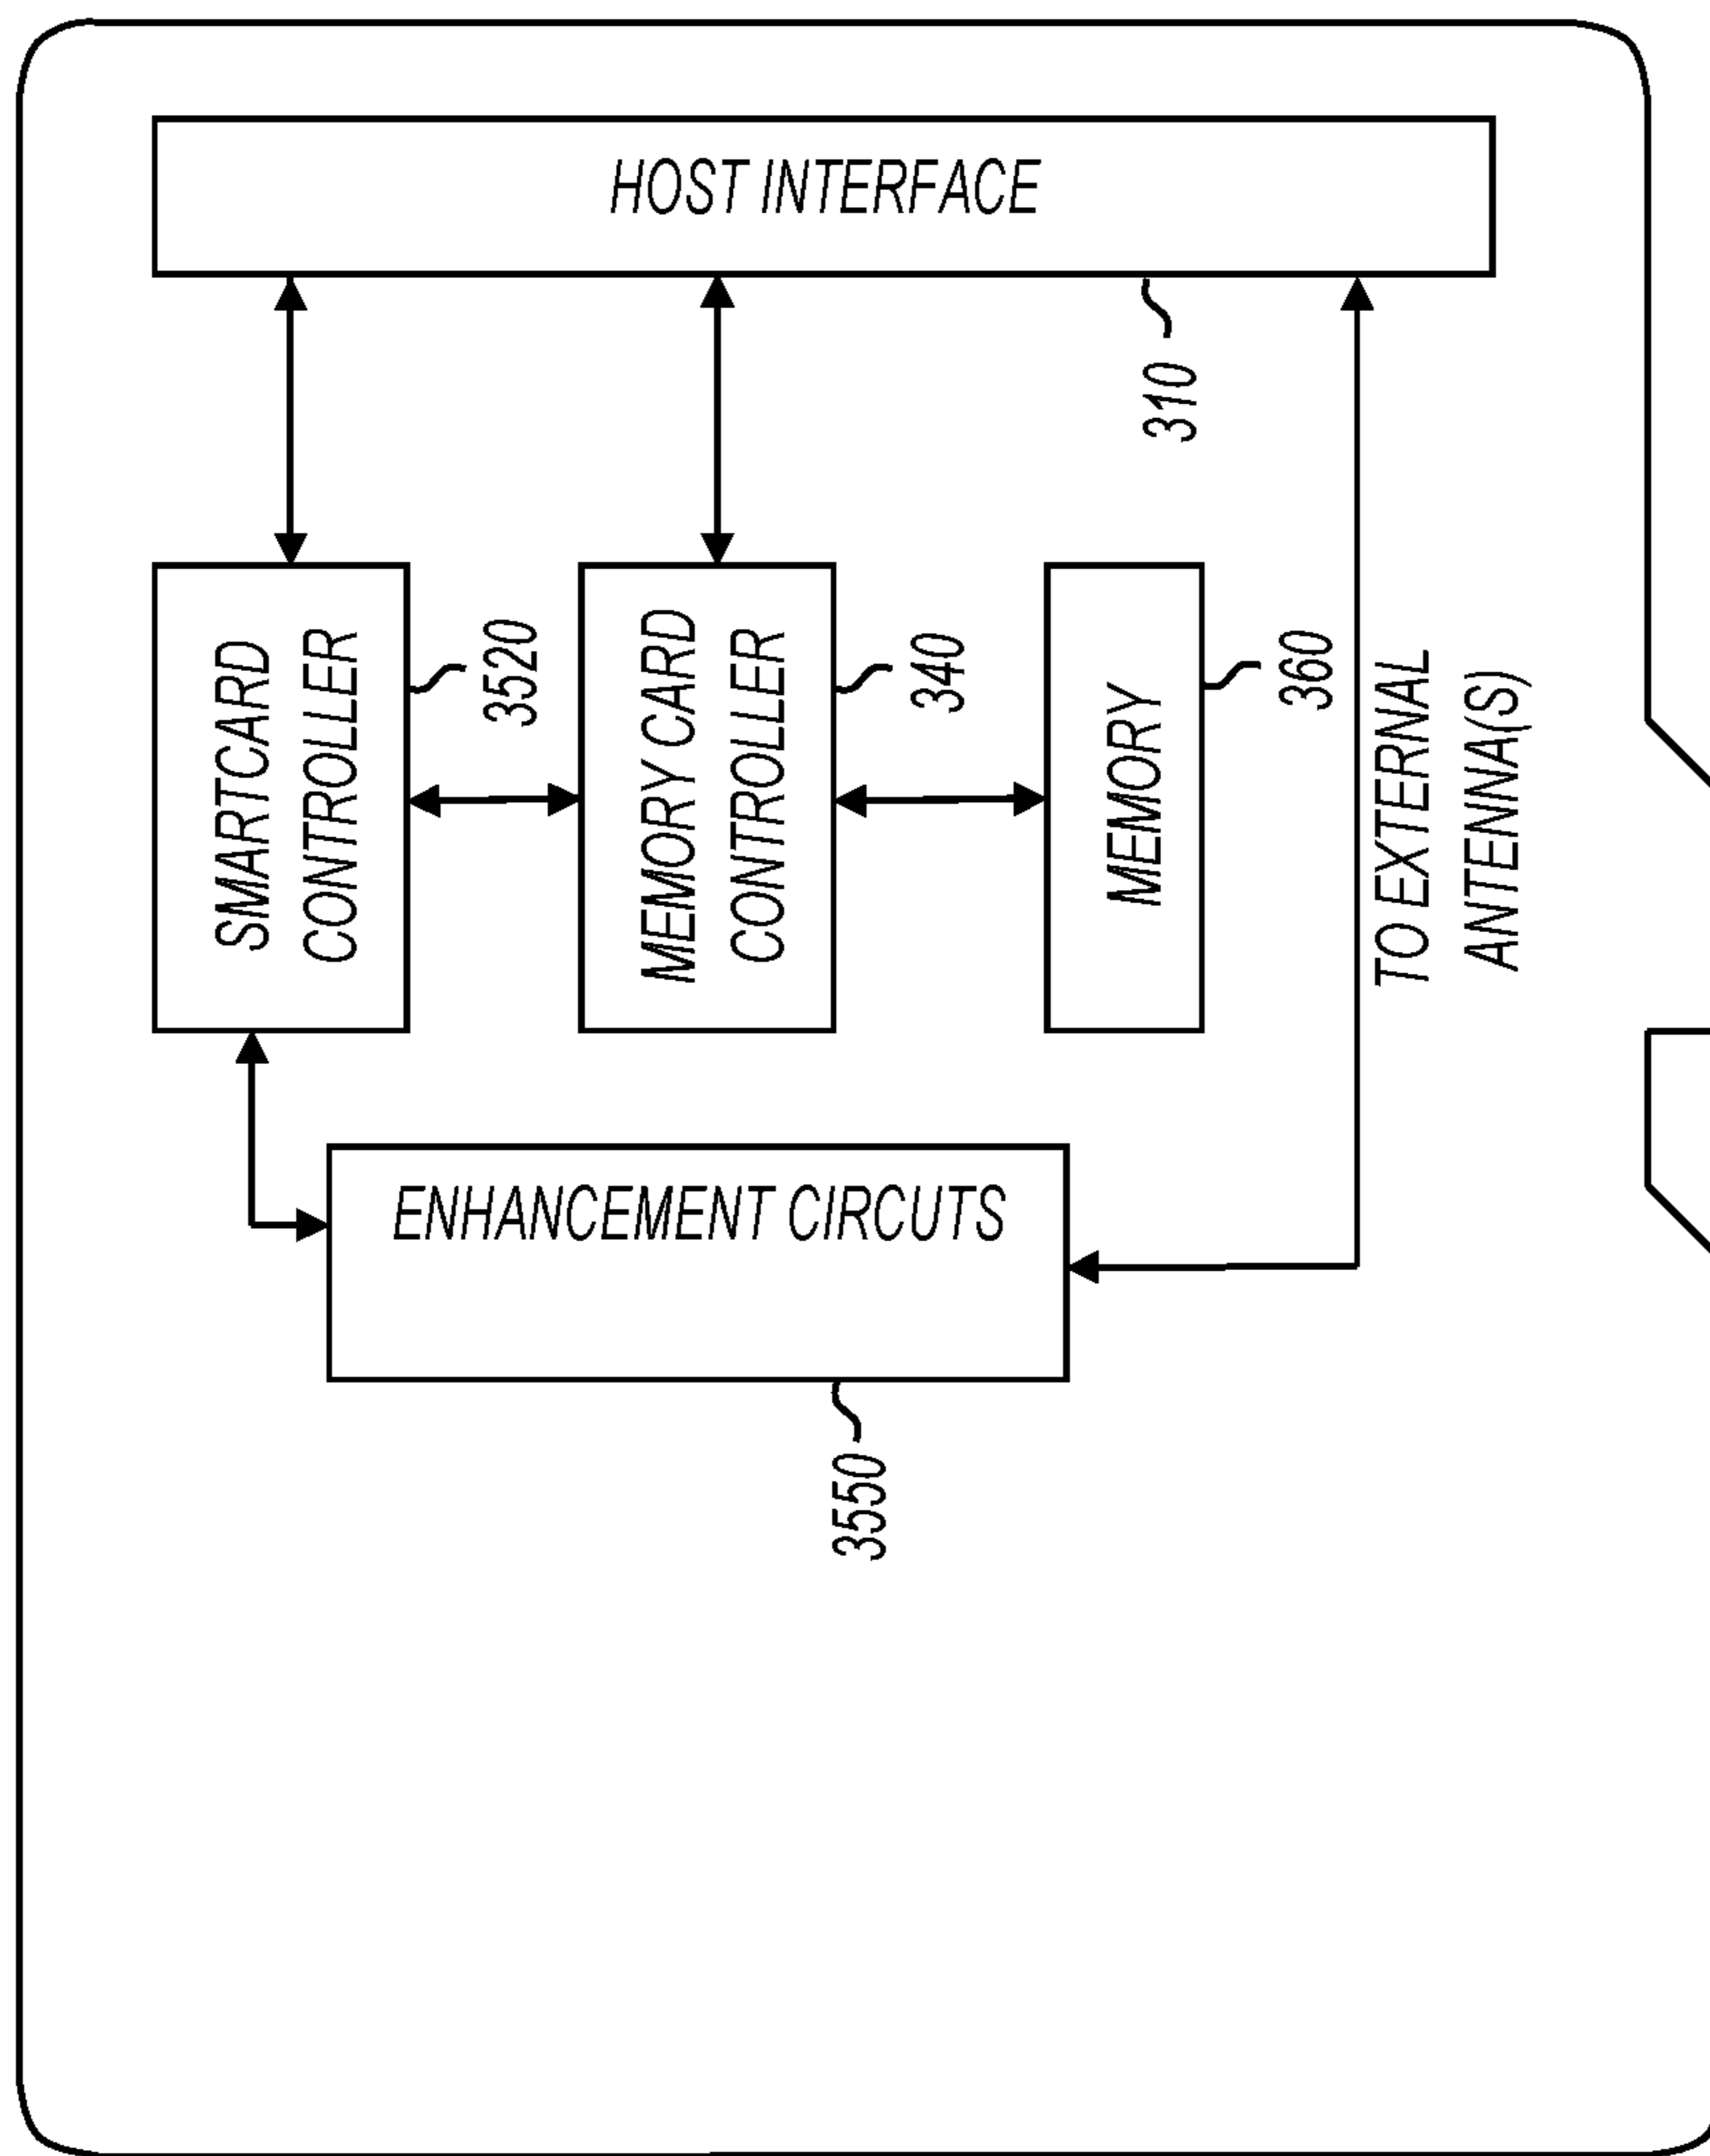 HOST INTERFACE
310
SMARTCARD
CONTROLLER
3520
MEMORY CARD
CONTROLLER
340
MEMORY
360
TO EXTERNAL
ANTENNA(S)
ENHANCEMENT CIRCUTS
3550